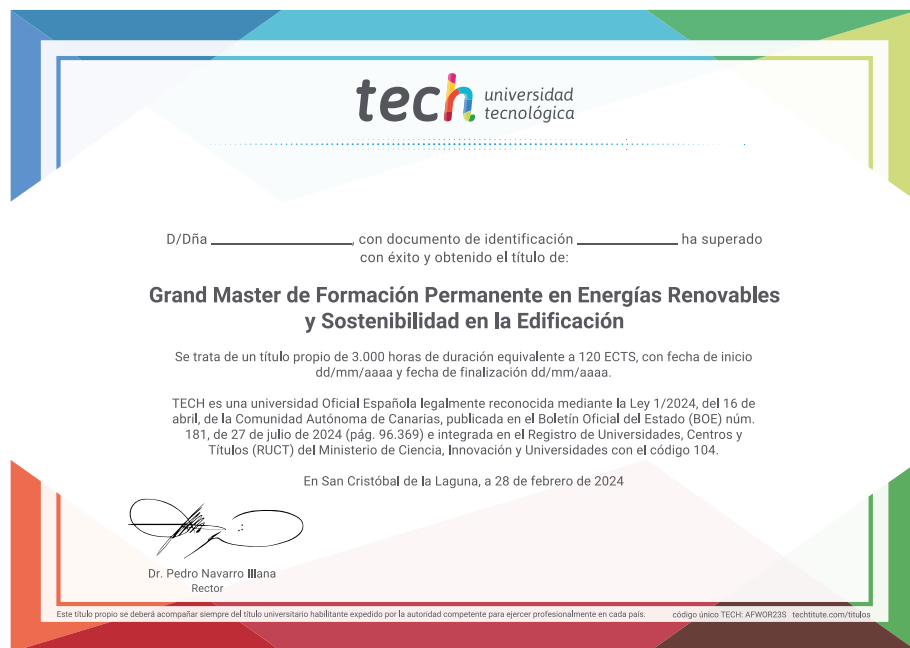 tech universidad
tecnológica
D/Dña ______________, con documento de identificación __________ ha superado
con éxito y obtenido el título de:
Grand Master de Formación Permanente en Energías Renovables
y Sostenibilidad en la Edificación
Se trata de un título propio de 3.000 horas de duración equivalente a 120 ECTS, con fecha de inicio
dd/mm/aaaa y fecha de finalización dd/mm/aaaa.
TECH es una universidad Oficial Española legalmente reconocida mediante la Ley 1/2024, del 16 de
abril, de la Comunidad Autónoma de Canarias, publicada en el Boletín Oficial del Estado (BOE) núm.
181, de 27 de julio de 2024 (pág. 96.369) e integrada en el Registro de Universidades, Centros y
Títulos (RUCT) del Ministerio de Ciencia, Innovación y Universidades con el código 104.
En San Cristóbal de la Laguna, a 28 de febrero de 2024
Dr. Pedro Navarro Illana
Rector
Este título propio se deberá acompañar siempre del título universitario habilitante expedido por la autoridad competente para ejercer profesionalmente en cada país. código único TECH: AFWOR23S techtitute.com/titulos